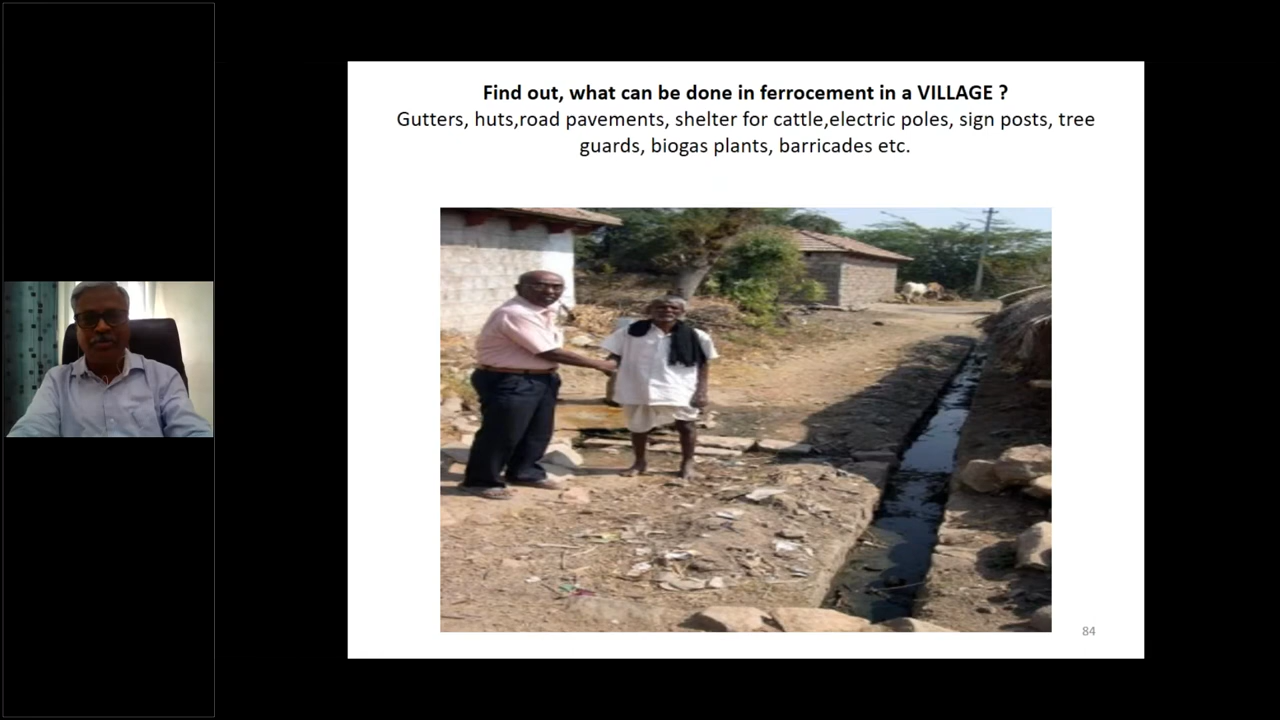 Find out, what can be done in ferrocement in a VILLAGE ?
Gutters, huts,road pavements, shelter for cattle,electric poles, sign posts, tree
guards, biogas plants, barricades etc.
84